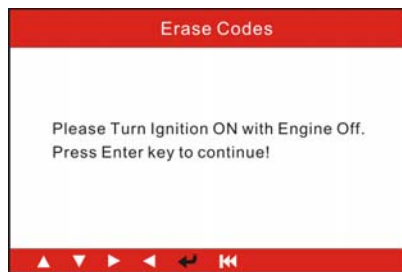 Erase Codes
Please Turn Ignition ON with Engine Off.
Press Enter key to continue!